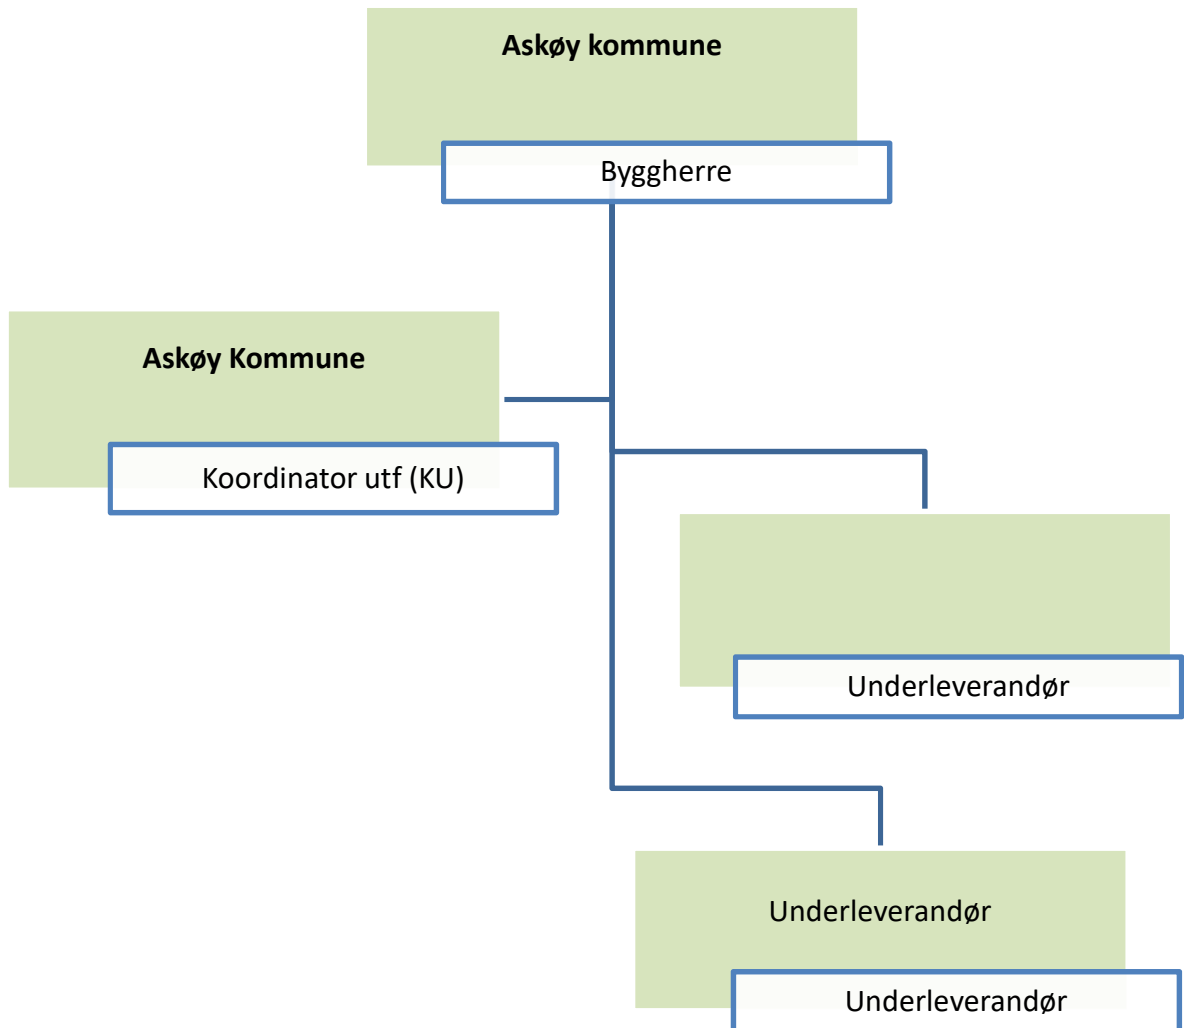 Askøy kommune
Byggherre
Askøy Kommune
Koordinator utf (KU)
Underleverandør
Underleverandør
Underleverandør